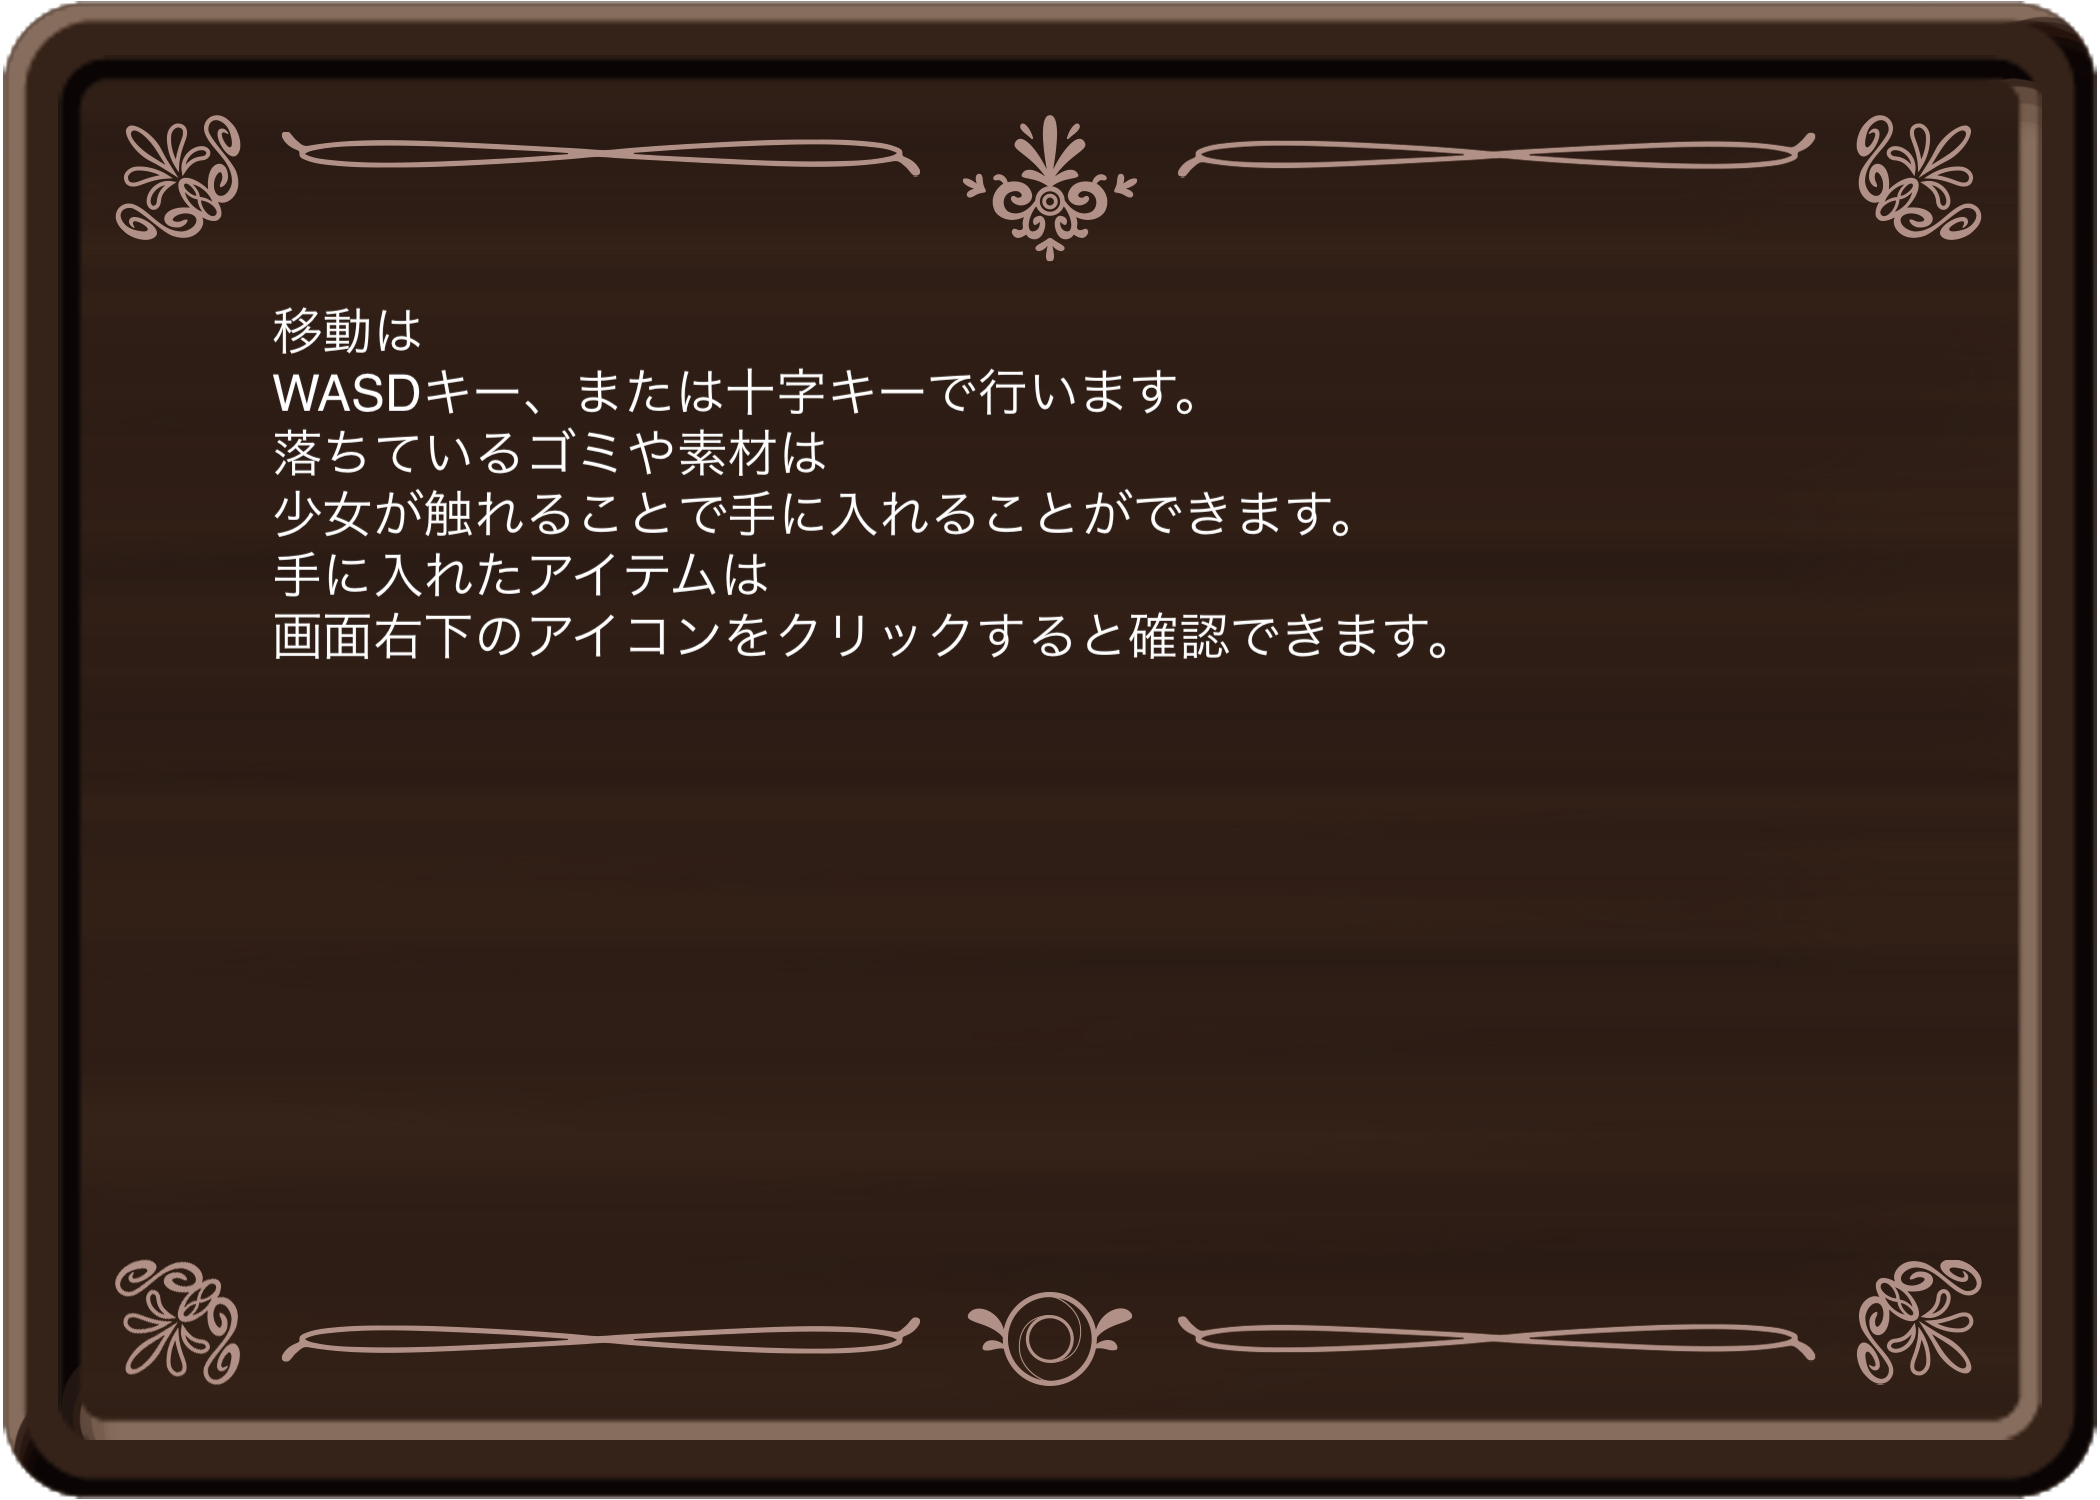 移動は
WASDキー、または十字キーで行います。
落ちているゴミや素材は
少女が触れることで手に入れることができます。
手に入れたアイテムは
画面右下のアイコンをクリックすると確認できます。